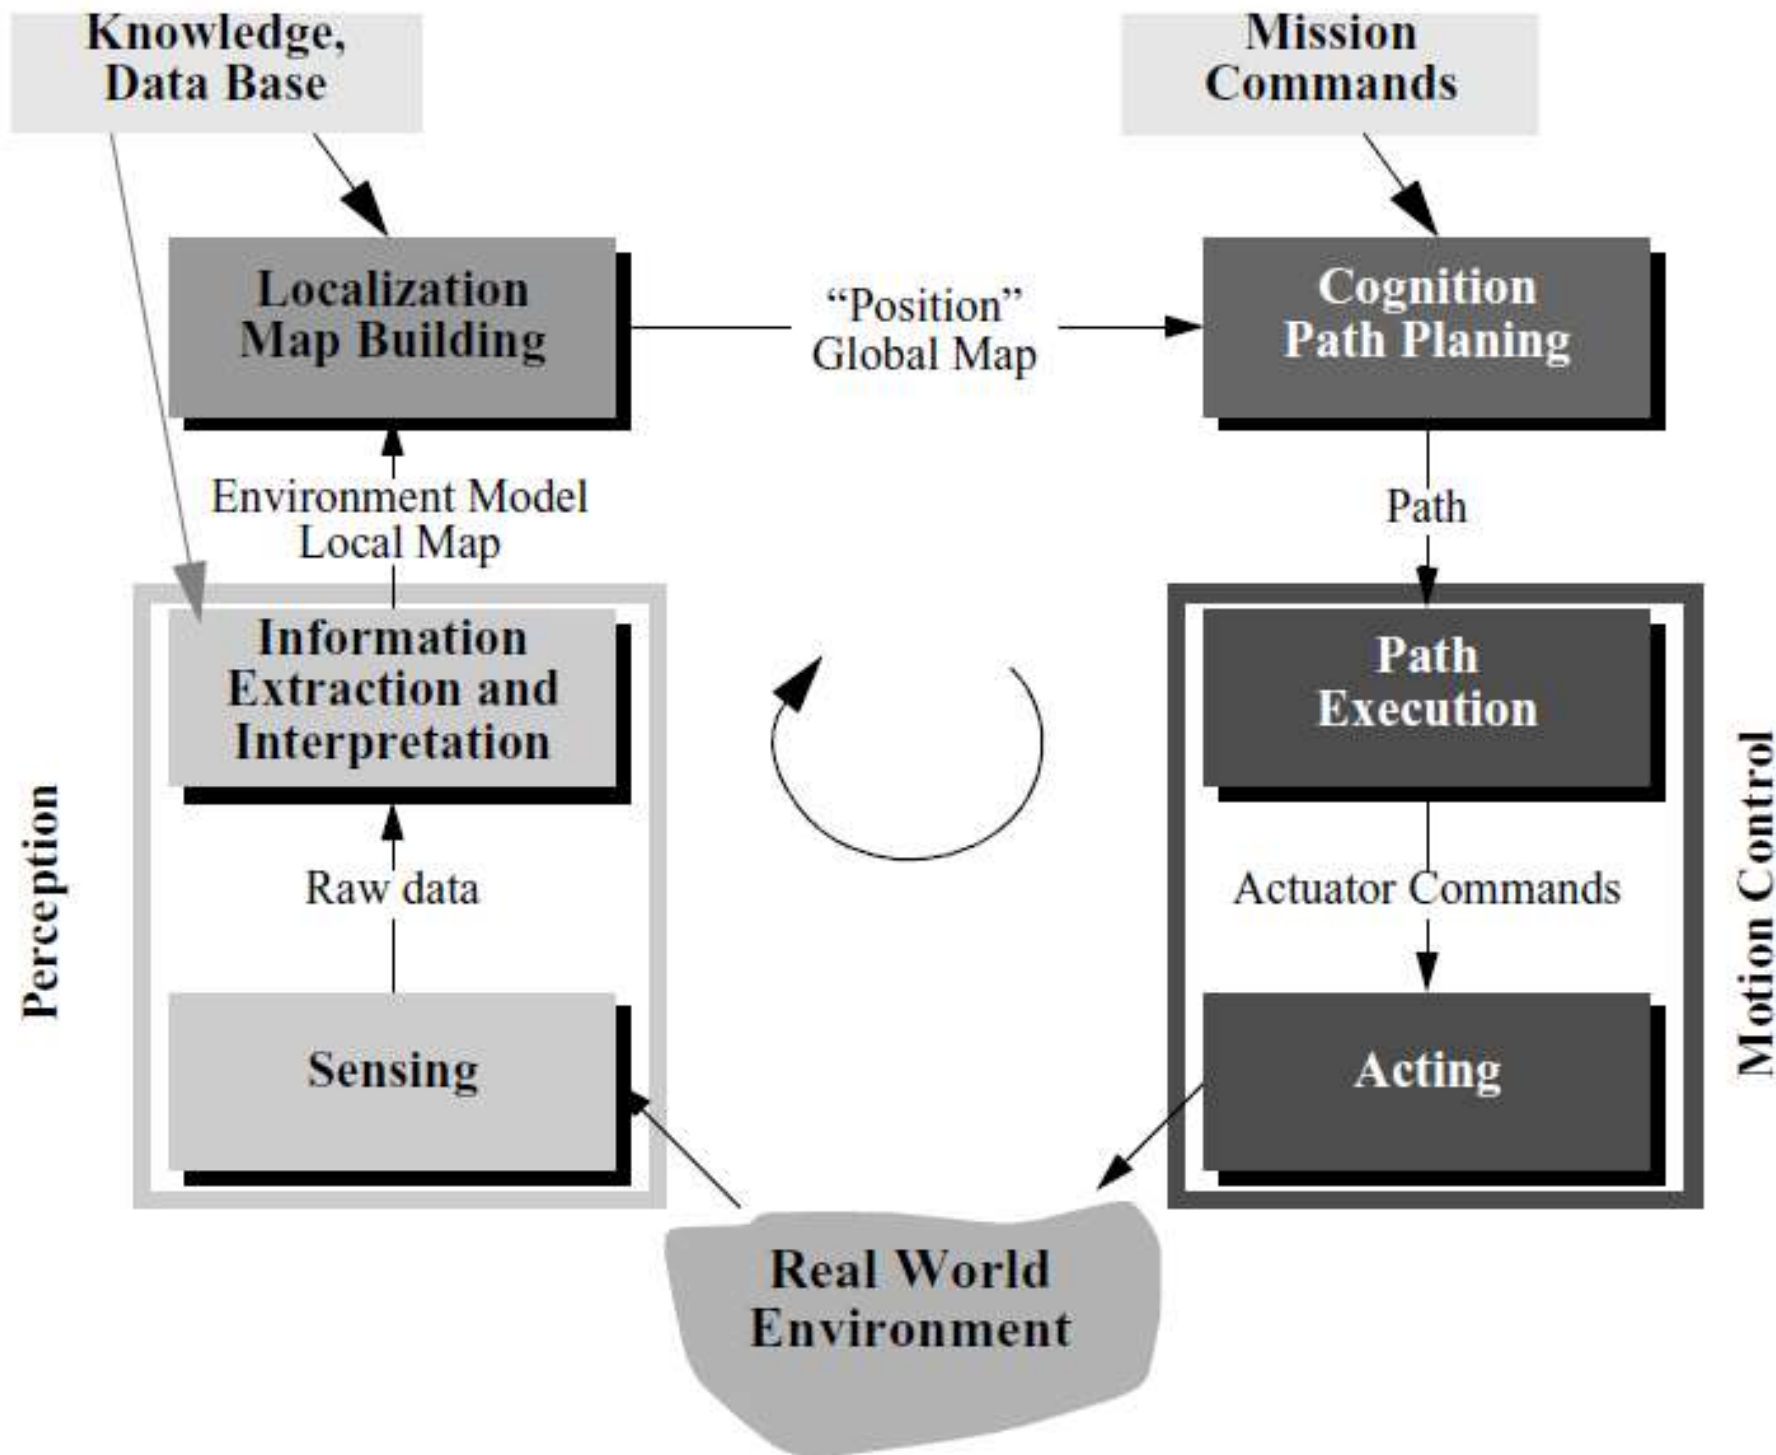 Knowledge,
Data Base
Mission
Commands
Localization
Map Building
“Position”
Global Map
Cognition
Path Planing
Environment Model
Local Map
Path
Information
Extraction and
Interpretation
Path
Execution
Perception
Motion Control
Raw data
Actuator Commands
Sensing
Acting
Real World
Environment